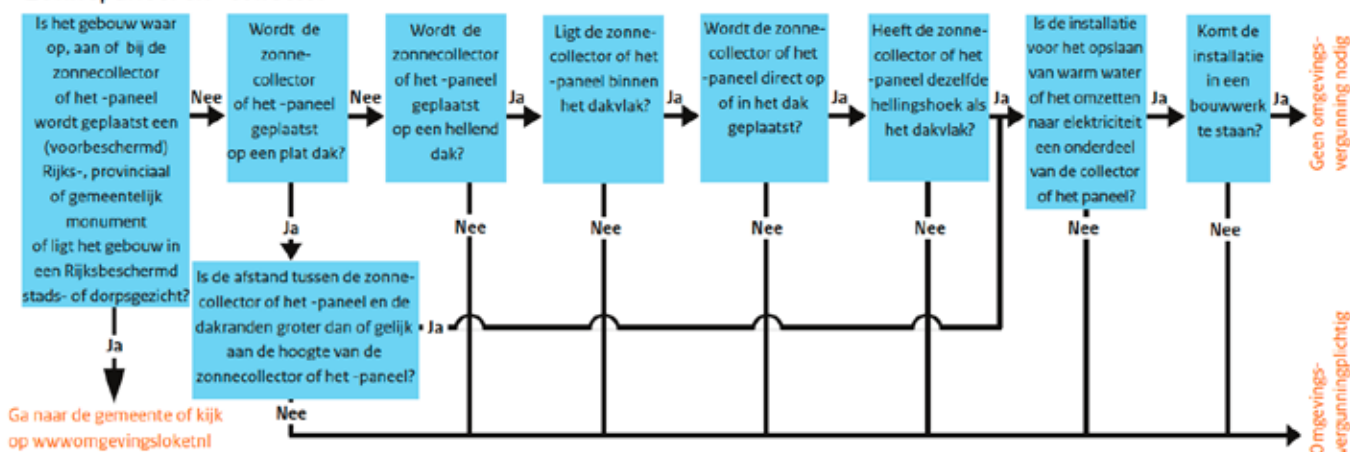 Is het gebouw waar
op, aan of bij de
zonnecollector
of het -paneel
wordt geplaatst een
(voorbeschermd)
Rijks-, provinciaal
of gemeentelijk
monument
of ligt het gebouw in
een Rijksbeschermd
stads- of dorpsgezicht?
Nee
Ja
Ga naar de gemeente of kijk
op wwwomgevingsloketnl
Wordt de
zonne-
collector
of het -paneel
geplaatst
op een plat dak?
Nee
Ja
Is de afstand tussen de zonne-
collector of het -paneel en de
dakranden groter dan of gelijk
aan de hoogte van de
zonnecollector of het -paneel?
Ja
Nee
Wordt de
zonnecollector
of het -paneel
geplaatst
op een hellend
dak?
Ja
Nee
Ligt de zonne-
collector of het
-paneel binnen
het dakvlak?
Ja
Nee
Wordt de zonne-
collector of het
-paneel direct op
of in het dak
geplaatst?
Ja
Nee
Heeft de zonne-
collector of het
-paneel dezelfde
hellingshoek als
het dakvlak?
Ja
Nee
Is de installatie
voor het opslaan
van warm water
of het omzetten
naar elektriciteit
een onderdeel
van de collector
of het paneel?
Ja
Nee
Komt de
installatie
in een
bouwwerk
te staan?
Ja
Nee
Geen omgevings-
vergunning nodig
Omgevings-
vergunningplichtig